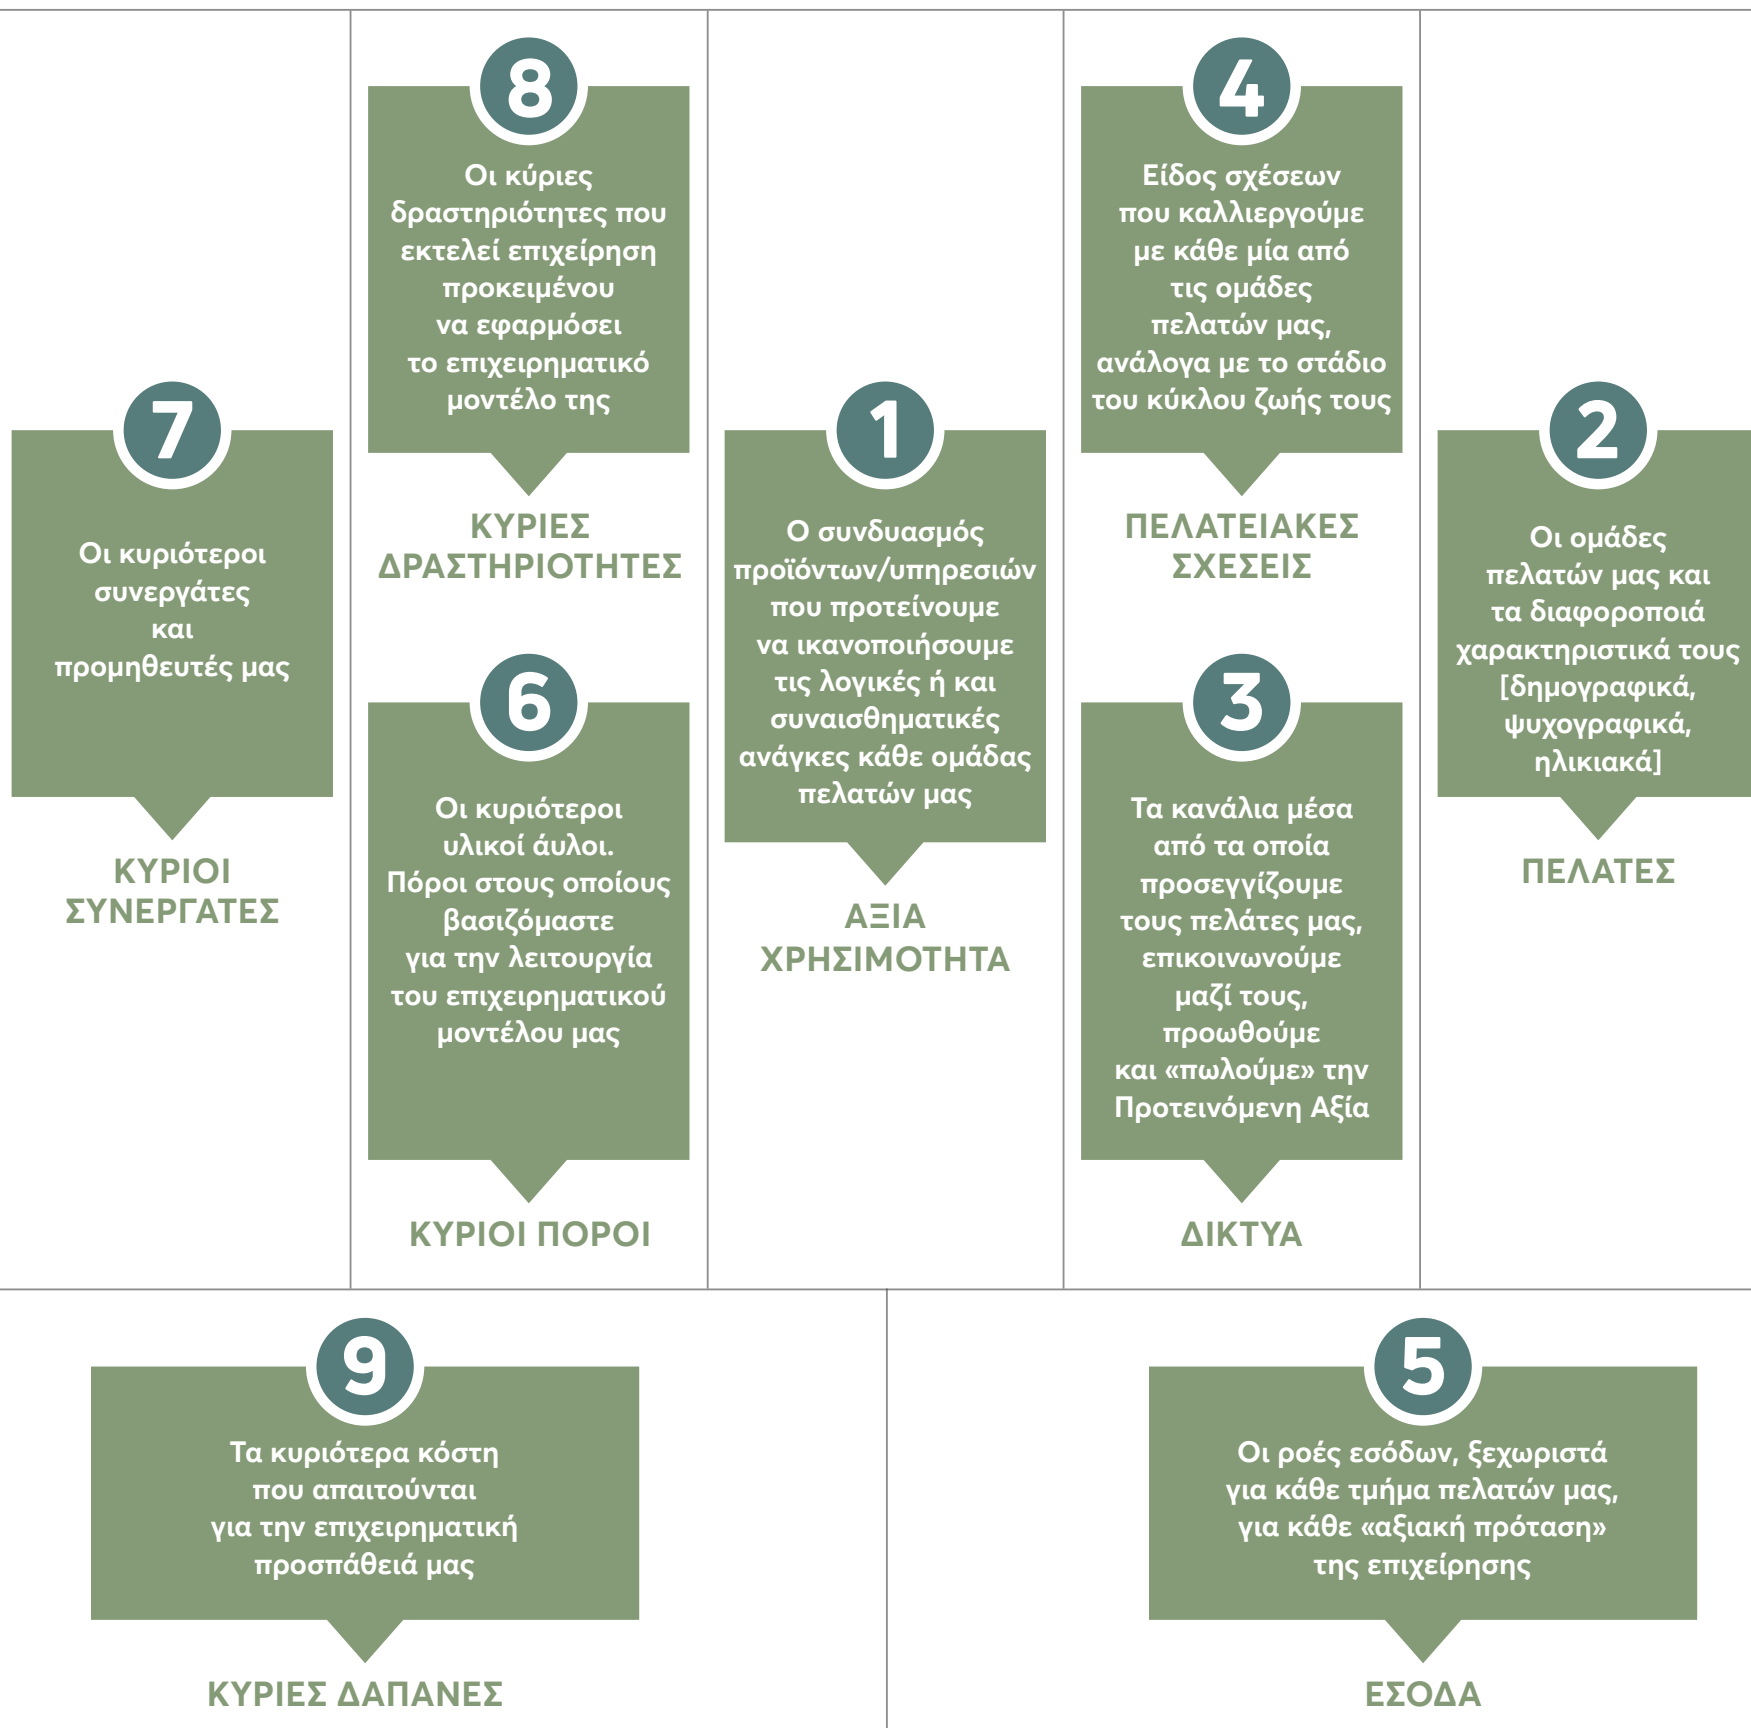 7
Οι κυριότεροι
συνεργάτες
και
προμηθευτές μας
ΚΥΡΙΟΙ
ΣΥΝΕΡΓΑΤΕΣ
8
Οι κύριες
δραστηριότητες που
εκτελεί επιχείρηση
προκειμένου
να εφαρμόσει
το επιχειρηματικό
μοντέλο της
ΚΥΡΙΕΣ
ΔΡΑΣΤΗΡΙΟΤΗΤΕΣ
6
Οι κυριότεροι
υλικοί άυλοι.
Πόροι στους οποίους
βασιζόμαστε
για την λειτουργία
του επιχειρηματικού
μοντέλου μας
ΚΥΡΙΟΙ ΠΟΡΟΙ
1
Ο συνδυασμός
προϊόντων/υπηρεσιών
που προτείνουμε
να ικανοποιήσουμε
τις λογικές ή και
συναισθηματικές
ανάγκες κάθε ομάδας
πελατών μας
ΑΞΙΑ
ΧΡΗΣΙΜΟΤΗΤΑ
4
Είδος σχέσεων
που καλλιεργούμε
με κάθε μία από
τις ομάδες
πελατών μας,
ανάλογα με το στάδιο
του κύκλου ζωής τους
ΠΕΛΑΤΕΙΑΚΕΣ
ΣΧΕΣΕΙΣ
3
Τα κανάλια μέσα
από τα οποία
προσεγγίζουμε
τους πελάτες μας,
επικοινωνούμε
μαζί τους,
προωθούμε
και «πωλούμε» την
Προτεινόμενη Αξία
ΔΙΚΤΥΑ
2
Οι ομάδες
πελατών μας και
τα διαφοροποιά
χαρακτηριστικά τους
[δημογραφικά,
ψυχογραφικά,
ηλικιακά]
ΠΕΛΑΤΕΣ
9
Τα κυριότερα κόστη
που απαιτούνται
για την επιχειρηματική
προσπάθειά μας
ΚΥΡΙΕΣ ΔΑΠΑΝΕΣ
5
Οι ροές εσόδων, ξεχωριστά
για κάθε τμήμα πελατών μας,
για κάθε «αξιακή πρόταση»
της επιχείρησης
ΕΣΟΔΑ